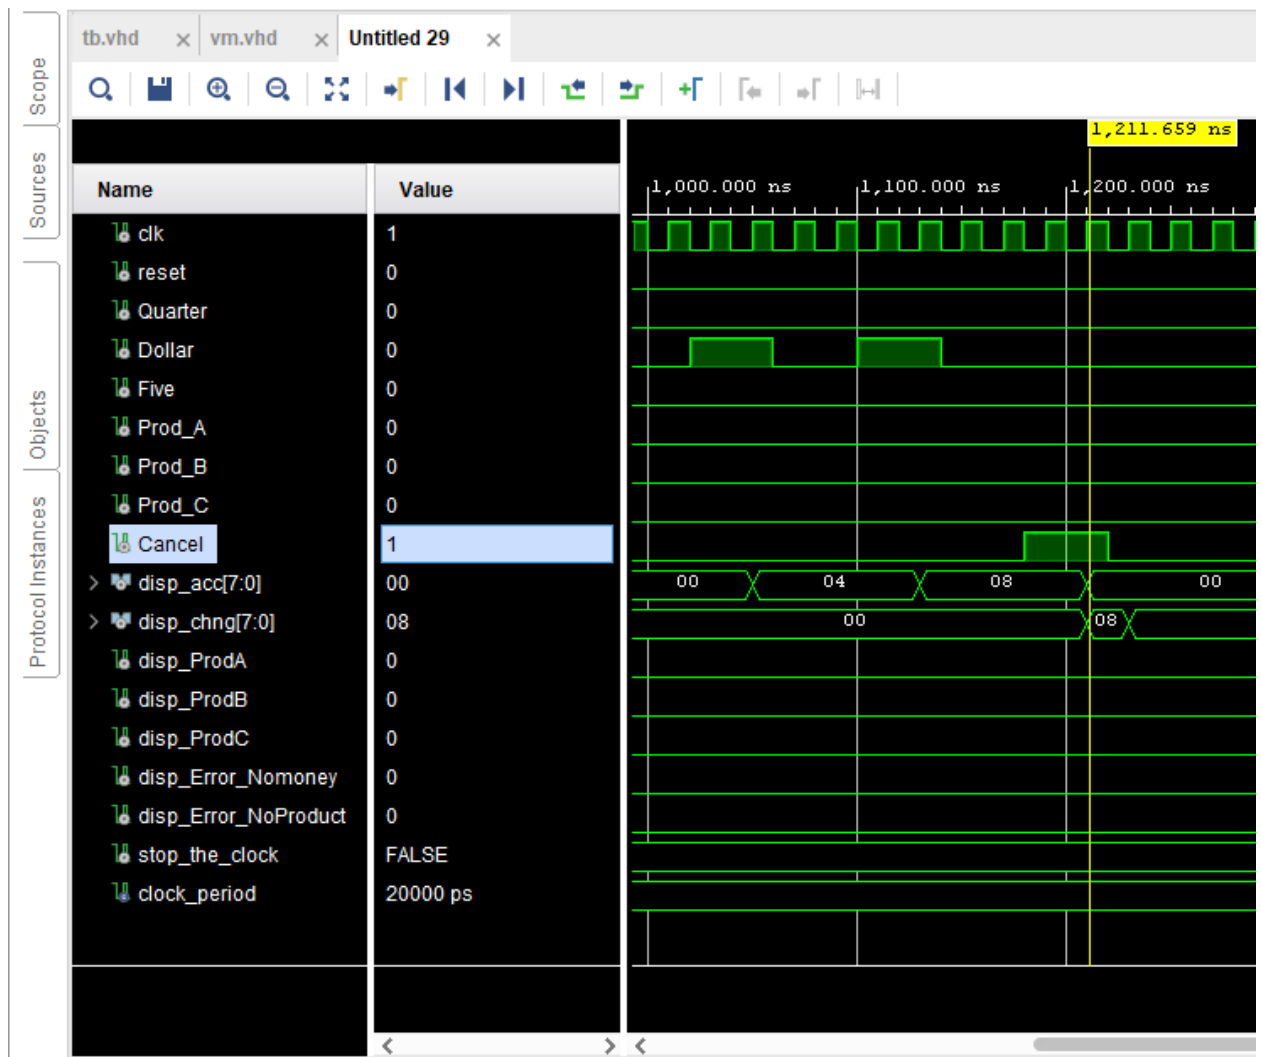 Scope
Sources
Objects
Protocol Instances
tb.vhd vm.vhd Untitled 29
1,211.659 ns
Name Value 1,000.000 ns 1,100.000 ns 1,200.000 ns
clk 1
reset 0
Quarter 0
Dollar 0
Five 0
Prod_A 0
Prod_B 0
Prod_C 0
Cancel 1
disp_acc[7:0] 00 00 04 08 00
disp_chng[7:0] 08 00 08
disp_ProdA 0
disp_ProdB 0
disp_ProdC 0
disp_Error_Nomoney 0
disp_Error_NoProduct 0
stop_the_clock FALSE
clock_period 20000 ps